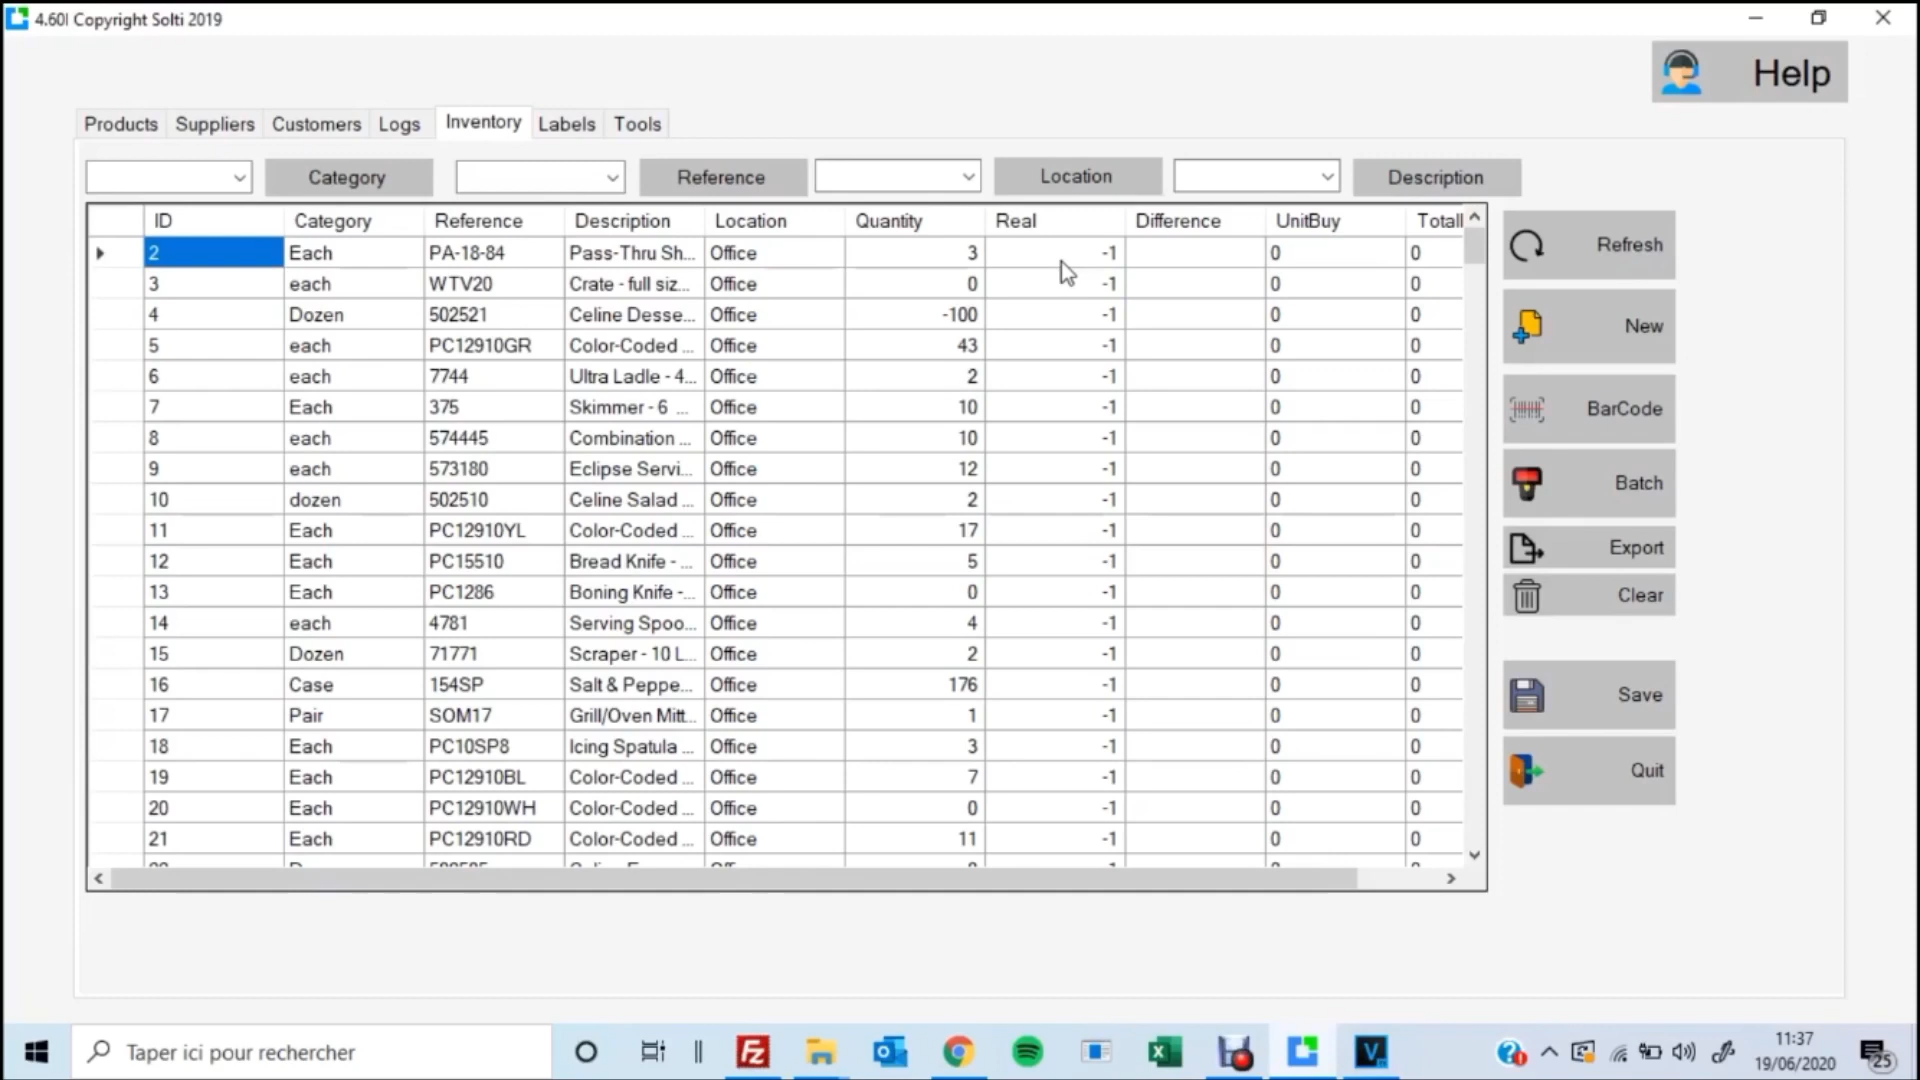 4.60I Copyright Solti 2019
Help
Products Suppliers Customers Logs Inventory Labels Tools
Category Reference Location Description
ID Category Reference Description Location Quantity Real Difference UnitBuy Totall
2 Each PA-18-84 Pass-Thru Sh... Office 3 -1 0 0
3 each WTV20 Crate - full siz... Office 0 -1 0 0
4 Dozen 502521 Celine Desse... Office -100 -1 0 0
5 each PC12910GR Color-Coded ... Office 43 -1 0 0
6 each 7744 Ultra Ladle - 4... Office 2 -1 0 0
7 Each 375 Skimmer - 6 ... Office 10 -1 0 0
8 each 574445 Combination ... Office 10 -1 0 0
9 each 573180 Eclipse Servi... Office 12 -1 0 0
10 dozen 502510 Celine Salad ... Office 2 -1 0 0
11 Each PC12910YL Color-Coded ... Office 17 -1 0 0
12 Each PC15510 Bread Knife - ... Office 5 -1 0 0
13 Each PC1286 Boning Knife -... Office 0 -1 0 0
14 each 4781 Serving Spoo... Office 4 -1 0 0
15 Dozen 71771 Scraper - 10 L... Office 2 -1 0 0
16 Case 154SP Salt & Peppe... Office 176 -1 0 0
17 Pair SOM17 Grill/Oven Mitt... Office 1 -1 0 0
18 Each PC10SP8 Icing Spatula ... Office 3 -1 0 0
19 Each PC12910BL Color-Coded ... Office 7 -1 0 0
20 Each PC12910WH Color-Coded ... Office 0 -1 0 0
21 Each PC12910RD Color-Coded ... Office 11 -1 0 0
Refresh
New
BarCode
Batch
Export
Clear
Save
Quit
Taper ici pour rechercher
11:37
19/06/2020
25